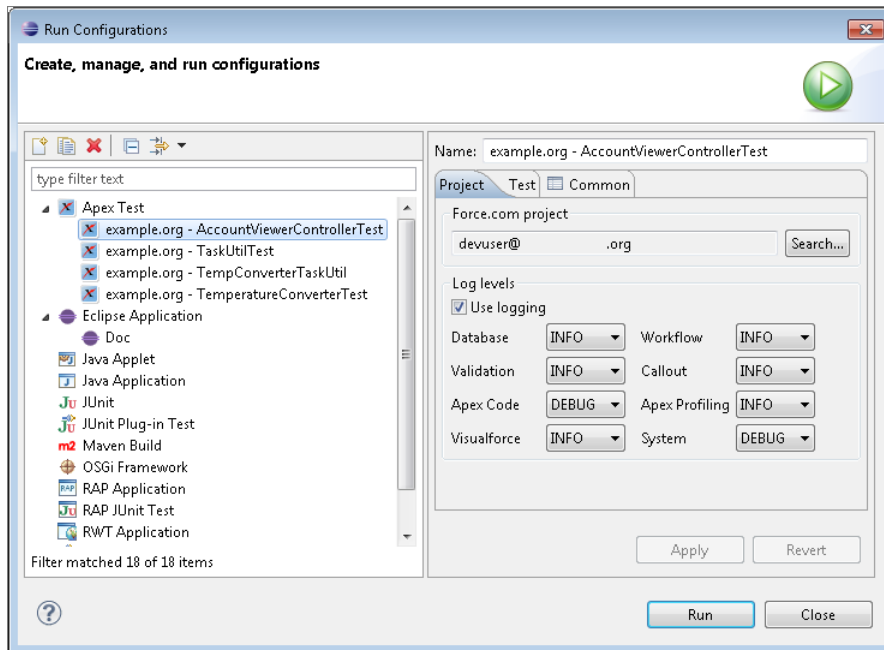 Run Configurations
Create, manage, and run configurations
type filter text
Apex Test
example.org - AccountViewerControllerTest
example.org - TaskUtilTest
example.org - TempConverterTaskUtil
example.org - TemperatureConverterTest
Eclipse Application
Doc
Java Applet
Java Application
Ju JUnit
JUnit Plug-in Test
m2 Maven Build
OSGi Framework
RAP RAP Application
Ju RAP JUnit Test
RWT Application
Filter matched 18 of 18 items
Name: example.org - AccountViewerControllerTest
Project Test Common
Force.com project
devuser@ .org Search...
Log levels
Use logging
Database INFO Workflow INFO
Validation INFO Callout INFO
Apex Code DEBUG Apex Profiling INFO
Visualforce INFO System DEBUG
Apply Revert
? Run Close